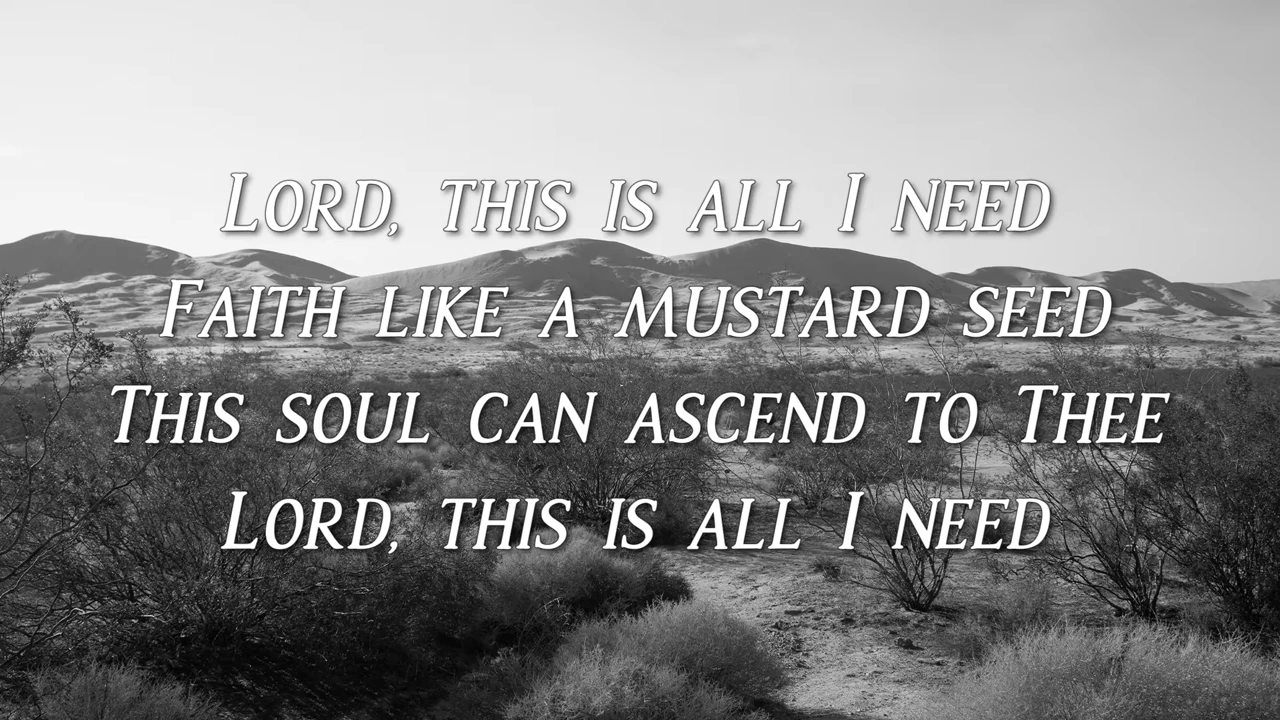 Lord, this is all I need
Faith like a mustard seed
This soul can ascend to Thee
Lord, this is all I need